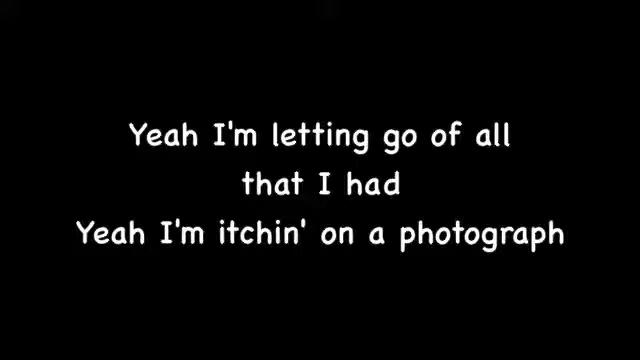 Yeah I'm letting go of all
that I had
Yeah I'm itchin' on a photograph